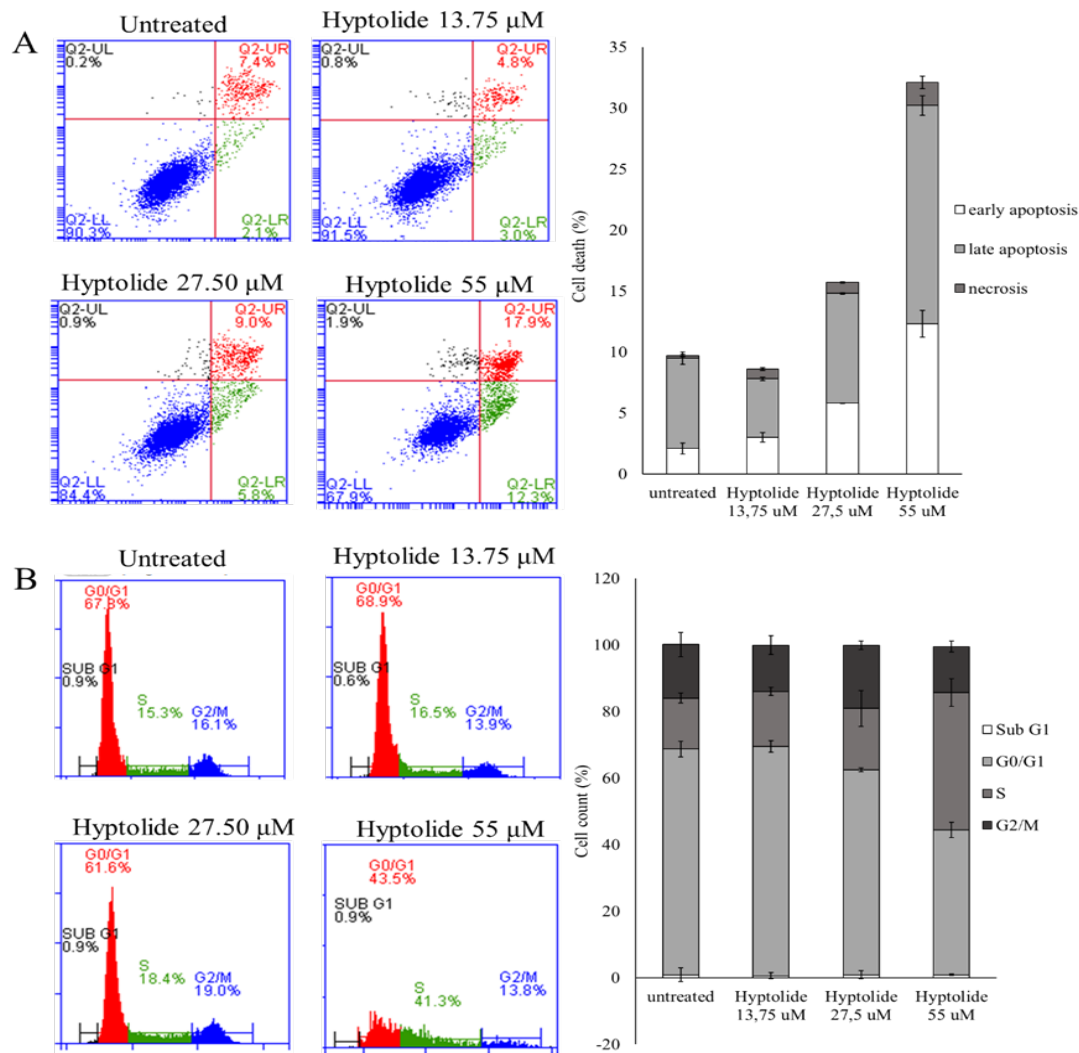 A
Untreated
Q2-UL
0.2%
Q2-UR
7.4%
Q2-LL
90.3%
Q2-LR
2.1%
Hyptolide 13.75 μM
Q2-UL
0.8%
Q2-UR
4.8%
Q2-LL
91.5%
Q2-LR
3.0%
Hyptolide 27.50 μM
Q2-UL
0.9%
Q2-UR
9.0%
Q2-LL
84.4%
Q2-LR
5.8%
Hyptolide 55 μM
Q2-UL
1.9%
Q2-UR
17.9%
Q2-LL
67.9%
Q2-LR
12.3%
Cell death (%)
35
30
25
20
15
10
5
0
untreated
Hyptolide
13,75 uM
Hyptolide
27,5 uM
Hyptolide
55 uM
early apoptosis
late apoptosis
necrosis
B
Untreated
G0/G1
67.8%
SUB G1
0.9%
S
15.3%
G2/M
16.1%
Hyptolide 13.75 μM
G0/G1
68.9%
SUB G1
0.6%
S
16.5%
G2/M
13.9%
Hyptolide 27.50 μM
G0/G1
61.6%
SUB G1
0.9%
S
18.4%
G2/M
19.0%
Hyptolide 55 μM
G0/G1
43.5%
SUB G1
0.9%
S
41.3%
G2/M
13.8%
Cell count (%)
120
100
80
60
40
20
0
-20
untreated
Hyptolide
13,75 uM
Hyptolide
27,5 uM
Hyptolide
55 uM
Sub G1
G0/G1
S
G2/M